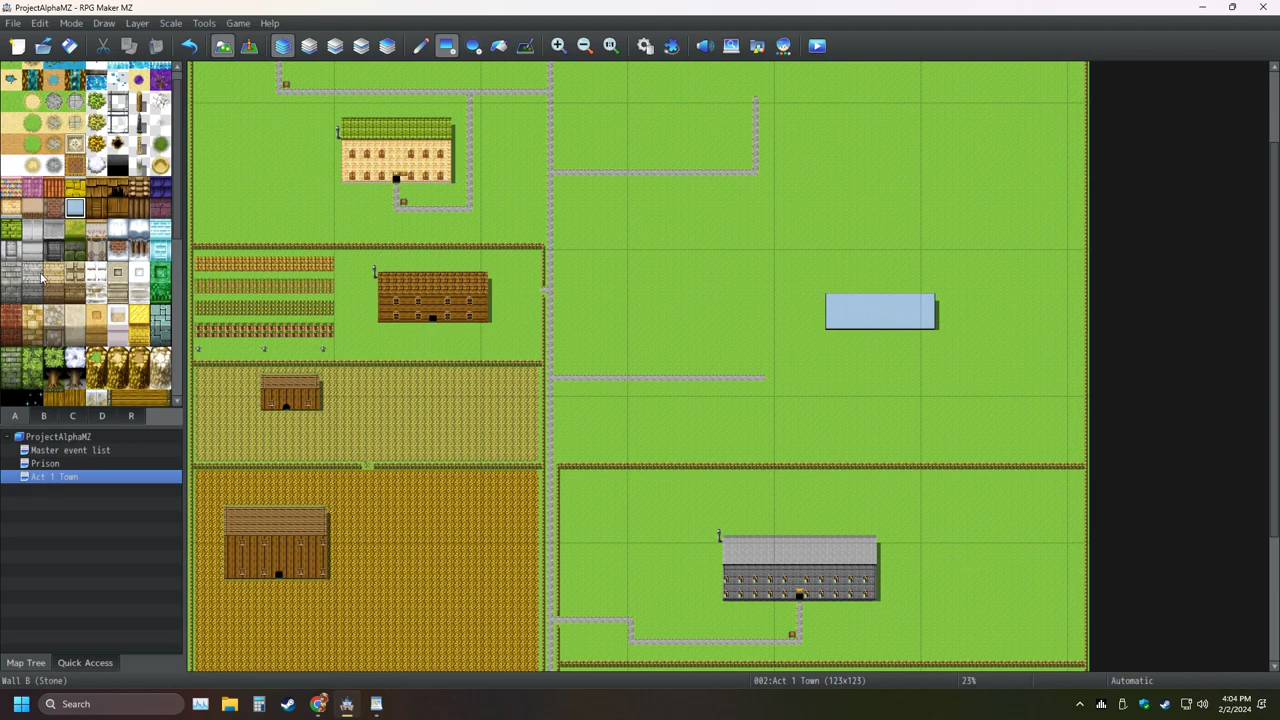 ProjectAlphaMZ - RPG Maker MZ
File Edit Mode Draw Layer Scale Tools Game Help
A B C D R
ProjectAlphaMZ
Master event list
Prison
Act 1 Town
Map Tree Quick Access
Wall B (Stone) 002:Act 1 Town (123x123) 23% Automatic
Search
4:04 PM
2/2/2024